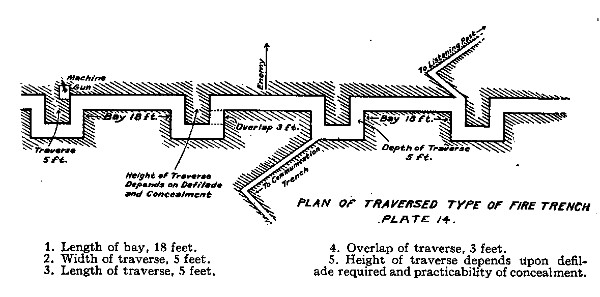 To Listening Post
Machine
Gun
Enemy
Bay 18 ft.
Bay 18 ft.
Overlap 3 ft.
Traverse
5 ft.
Depth of Traverse
5 ft.
Height of Traverse
Depends on Defilade
and Concealment
To Communication
Trench
PLAN OF TRAVERSED TYPE OF FIRE TRENCH
PLATE 14.
1. Length of bay, 18 feet.
2. Width of traverse, 5 feet.
3. Length of traverse, 5 feet.
4. Overlap of traverse, 3 feet.
5. Height of traverse depends upon defil-
ade required and practicability of concealment.